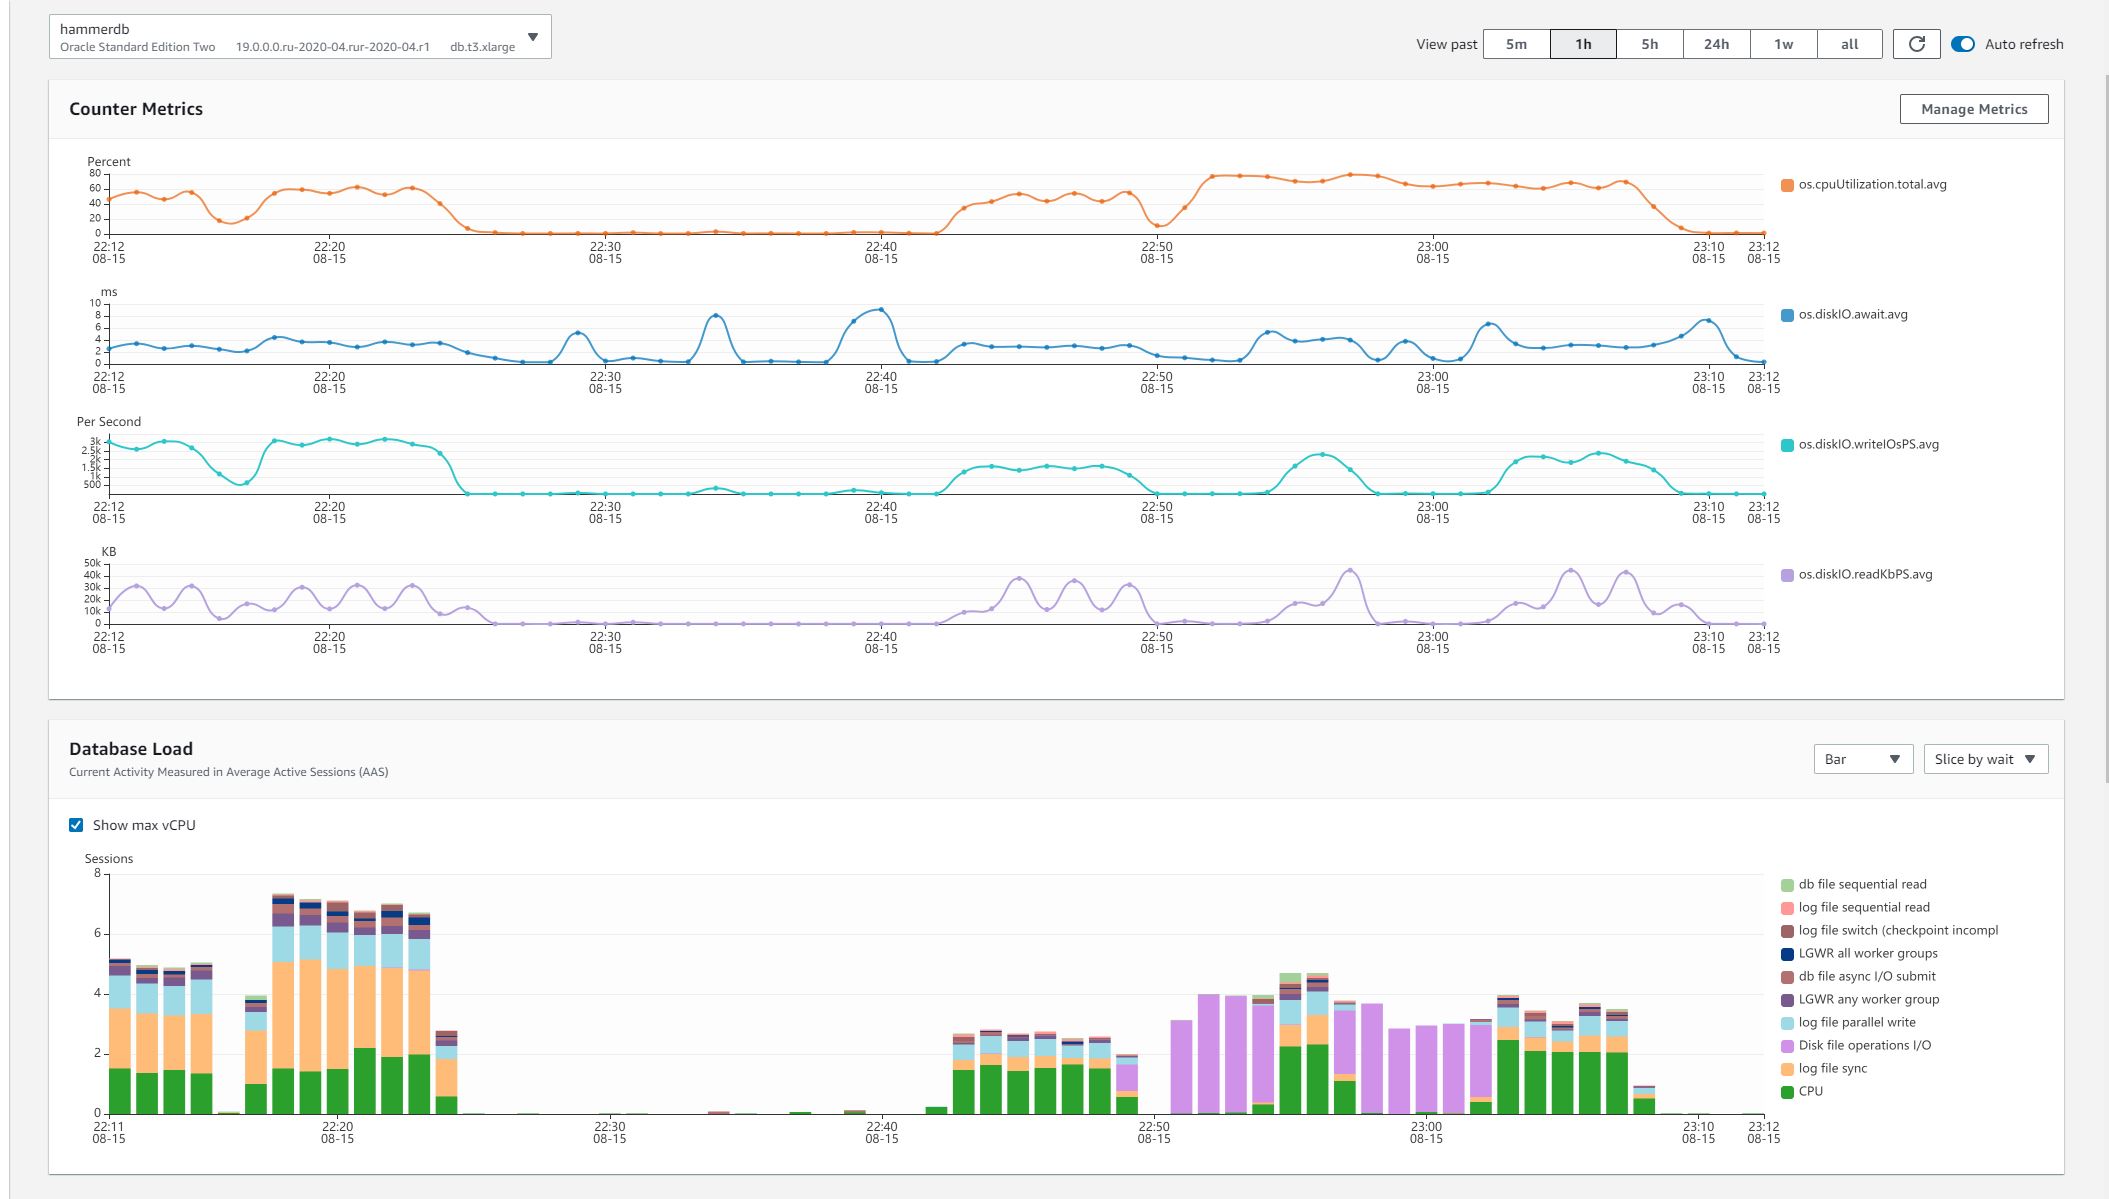 hammerdb
Oracle Standard Edition Two 19.0.0.0.ru-2020-04.rur-2020-04.r1 db.t3.xlarge
View past 5m 1h 5h 24h 1w all Auto refresh
Counter Metrics
Manage Metrics
Percent
80
60
40
20
0
os.cpuUtilization.total.avg
22:12 22:20 22:30 22:40 22:50 23:00 23:10 23:12
08-15 08-15 08-15 08-15 08-15 08-15 08-15 08-15
ms
10
8
6
4
2
0
os.diskIO.await.avg
22:12 22:20 22:30 22:40 22:50 23:00 23:10 23:12
08-15 08-15 08-15 08-15 08-15 08-15 08-15 08-15
Per Second
3k
2.5k
2k
1.5k
1k
500
os.diskIO.writeIOsPS.avg
22:12 22:20 22:30 22:40 22:50 23:00 23:10 23:12
08-15 08-15 08-15 08-15 08-15 08-15 08-15 08-15
KB
50k
40k
30k
20k
10k
0
os.diskIO.readKbPS.avg
22:12 22:20 22:30 22:40 22:50 23:00 23:10 23:12
08-15 08-15 08-15 08-15 08-15 08-15 08-15 08-15
Database Load
Current Activity Measured in Average Active Sessions (AAS)
Bar
Slice by wait
Show max vCPU
Sessions
8
6
4
2
0
db file sequential read
log file sequential read
log file switch (checkpoint incompl
LGWR all worker groups
db file async I/O submit
LGWR any worker group
log file parallel write
Disk file operations I/O
log file sync
CPU
22:11 22:20 22:30 22:40 22:50 23:00 23:10 23:12
08-15 08-15 08-15 08-15 08-15 08-15 08-15 08-15